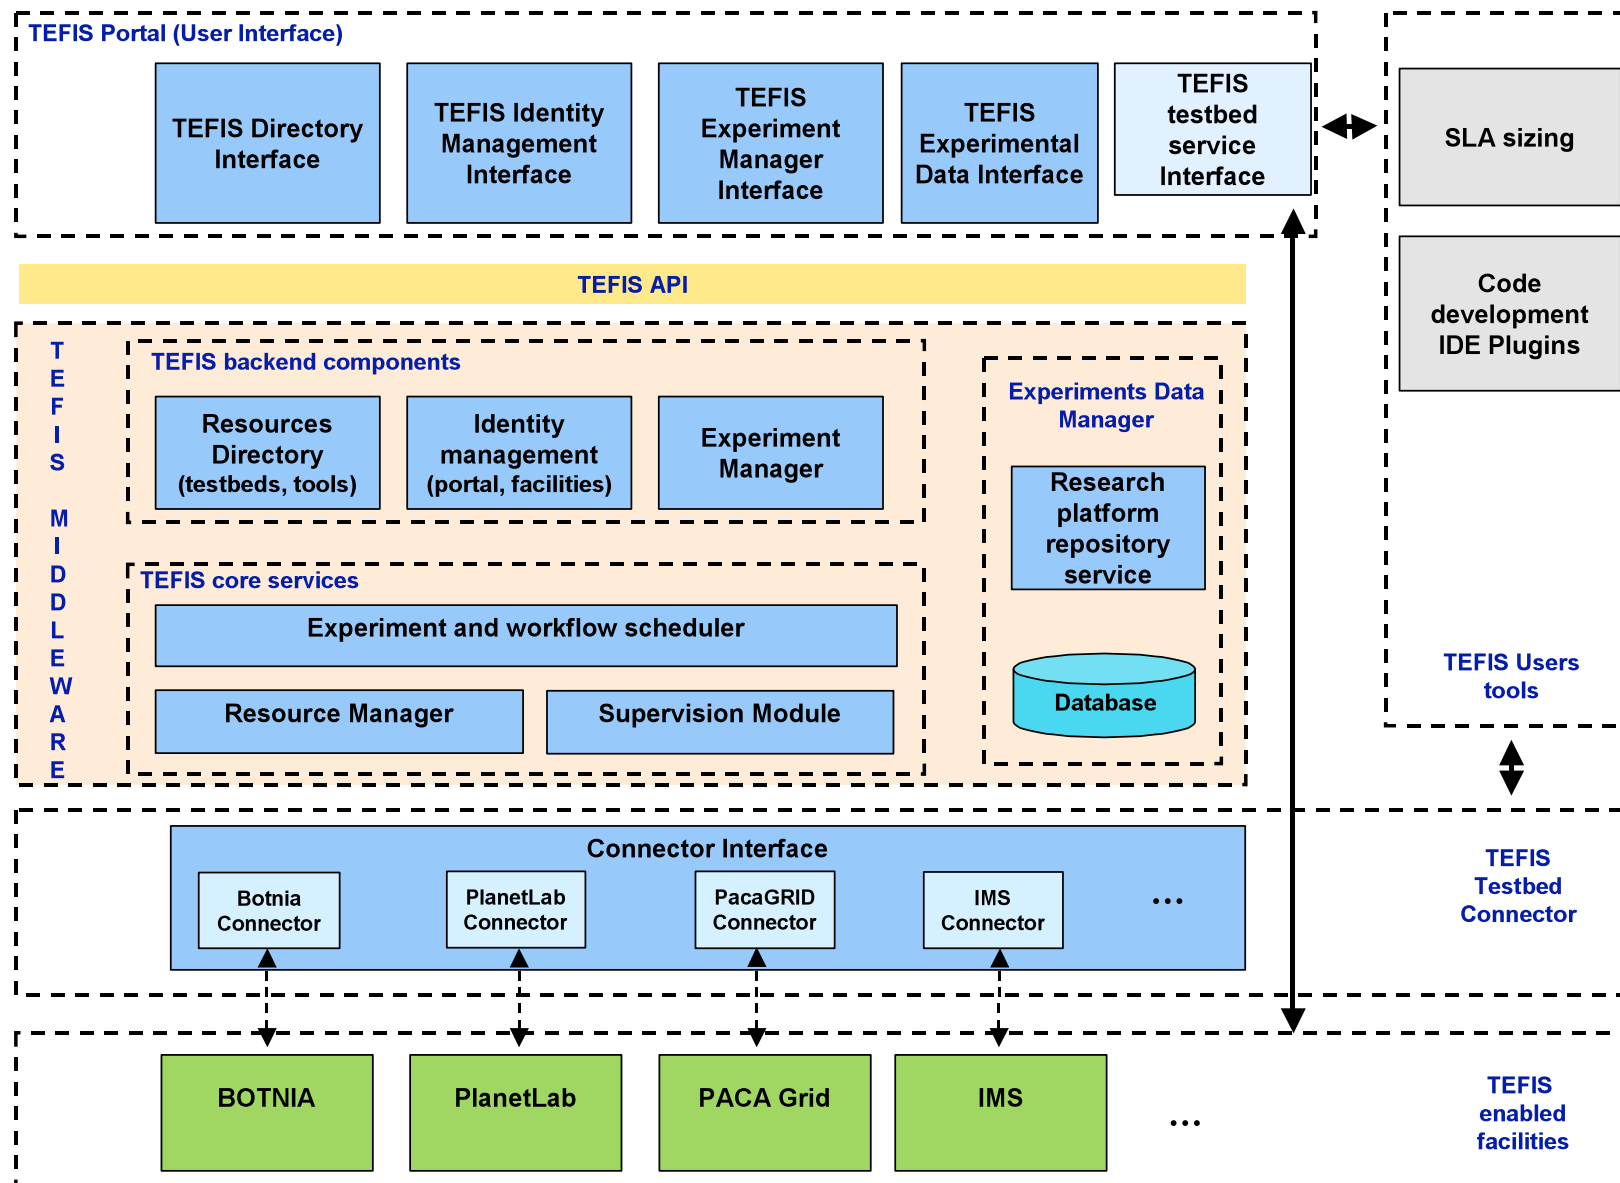 TEFIS Portal (User Interface)
TEFIS Directory
Interface
TEFIS Identity
Management
Interface
TEFIS
Experiment
Manager
Interface
TEFIS
Experimental
Data Interface
TEFIS
testbed
service
Interface
SLA sizing
Code
development
IDE Plugins
TEFIS Users
tools
TEFIS API
TEFIS MIDDLEWARE
TEFIS backend components
Resources
Directory
(testbeds, tools)
Identity
management
(portal, facilities)
Experiment
Manager
Experiments Data
Manager
Research
platform
repository
service
Database
TEFIS core services
Experiment and workflow scheduler
Resource Manager
Supervision Module
Connector Interface
Botnia
Connector
PlanetLab
Connector
PacaGRID
Connector
IMS
Connector
...
TEFIS
Testbed
Connector
BOTNIA
PlanetLab
PACA Grid
IMS
...
TEFIS
enabled
facilities